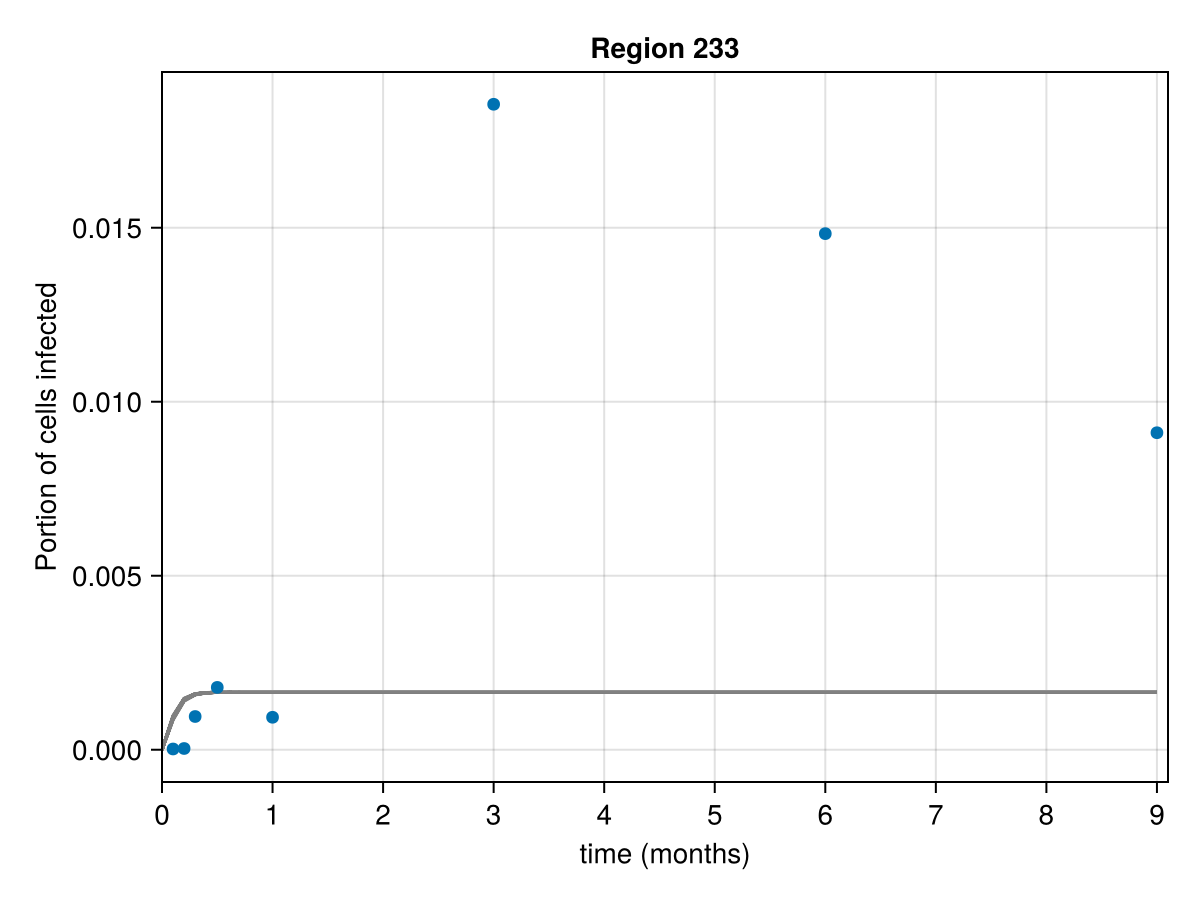 Region 233
Portion of cells infected
0.015
0.010
0.005
0.000
0 1 2 3 4 5 6 7 8 9
time (months)